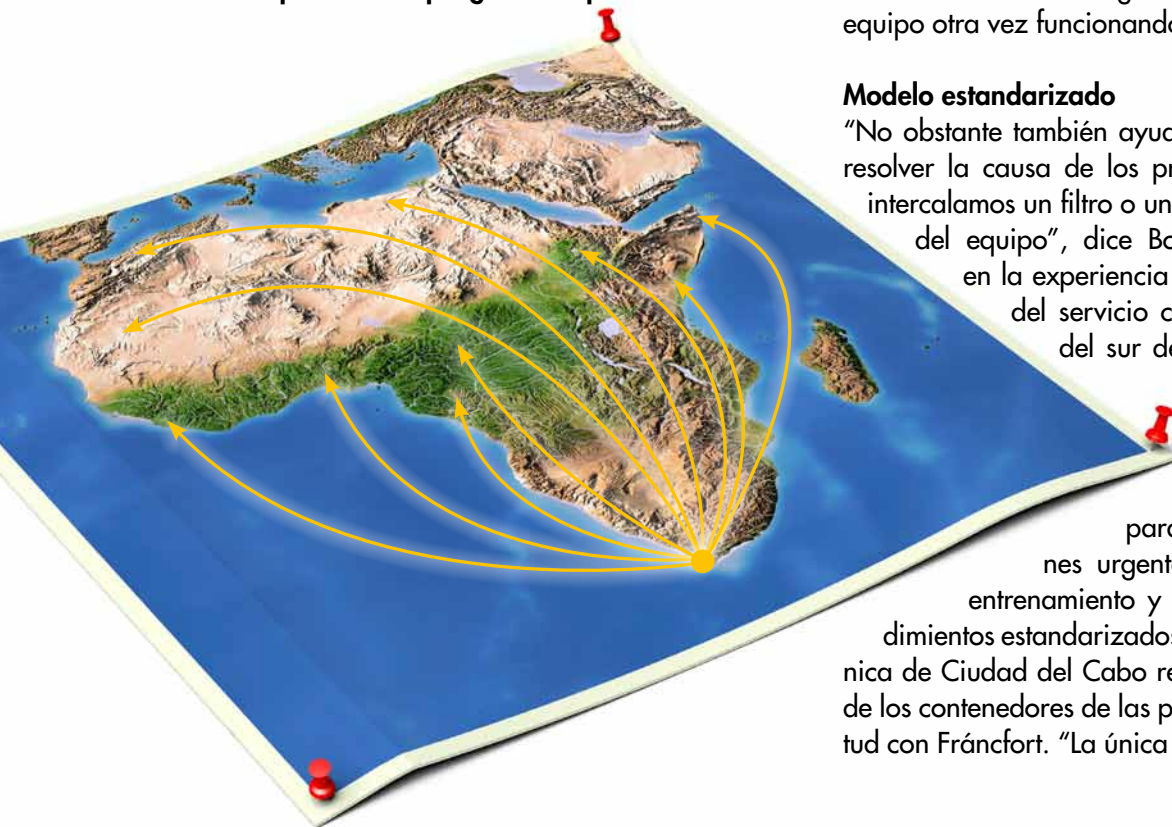 equipo otra vez funcionando
Modelo estandarizado
“No obstante también
resolver la causa de los pr
intercalamos un filtro o un
del equipo”, dice Bo
en la experiencia
del servicio
del sur de
para
nes urgent
entrenamiento y
dimientos estandarizados
nica de Ciudad del Cabo re
de los contenedores de las p
tud con Fráncfort. “La única